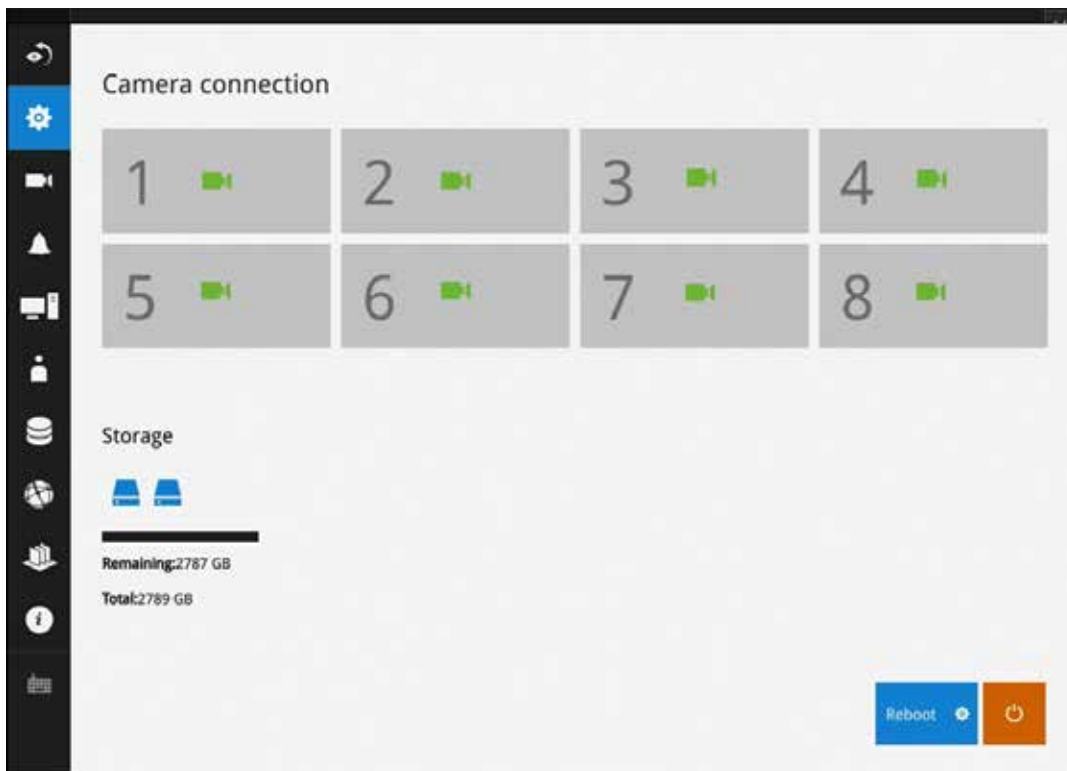 Camera connection
1 2 3 4
5 6 7 8
Storage
Remaining:2787 GB
Total:2789 GB
Reboot